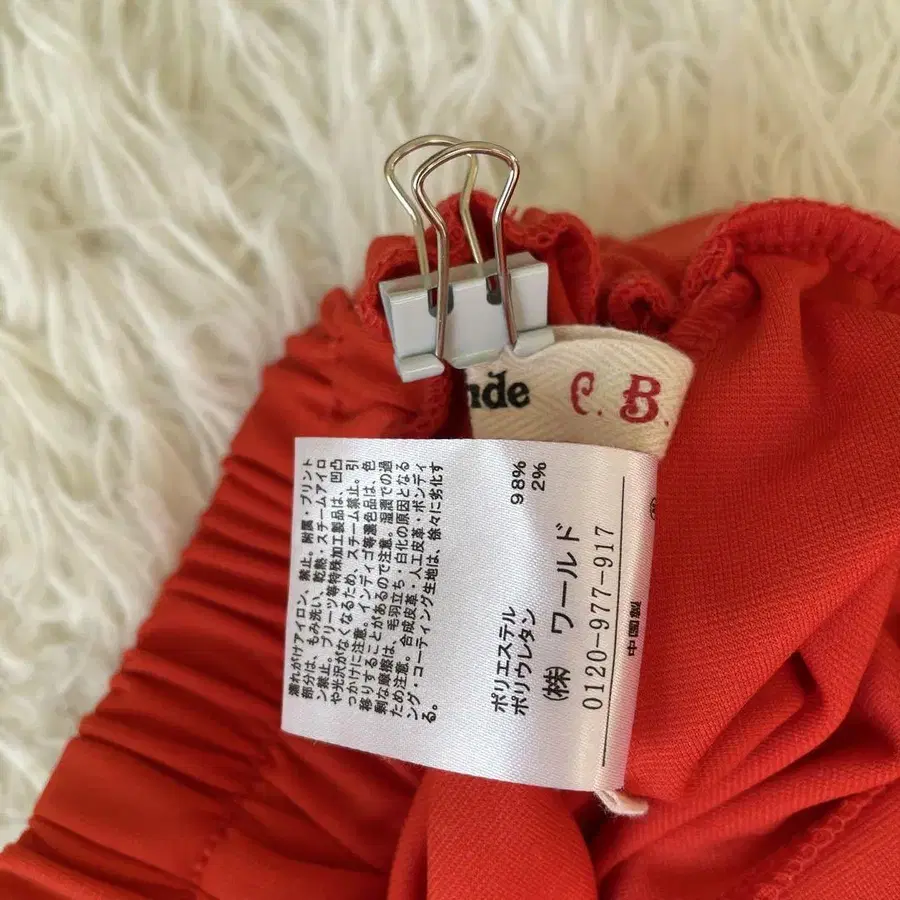 nde C.B.
濡れがけアイロン、禁止。附属・プリント
部分は、もみ洗い、乾熱・スチームアイロ
ン禁止。プリーツ等特殊加工製品は、凹凸
や光沢がなくなるため、スチーム禁止。引
っかけに注意。インディゴ等濃色品は、色
移りすることがあるので注意。湿潤での過
剰な摩擦は、毛羽立ち・白化の原因となる
ため注意。合成皮革・人工皮革・ボンディ
ング・コーティング生地は、徐々に劣化す
る。
ポリエステル 98%
ポリウレタン 2%
(株) ワールド
0120-977-917
中国製